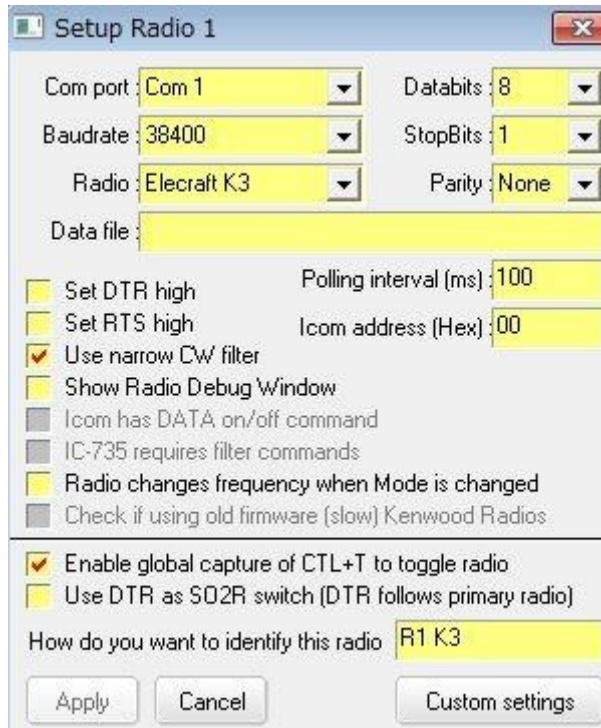 Setup Radio 1
Com port : Com 1 Databits : 8
Baudrate : 38400 StopBits : 1
Radio : Elecraft K3 Parity : None
Data file :
Polling interval (ms) : 100
Set DTR high
Set RTS high Icom address (Hex) : 00
Use narrow CW filter
Show Radio Debug Window
Icom has DATA on/off command
IC-735 requires filter commands
Radio changes frequency when Mode is changed
Check if using old firmware (slow) Kenwood Radios
Enable global capture of CTL+T to toggle radio
Use DTR as SO2R switch (DTR follows primary radio)
How do you want to identify this radio R1 K3
Apply Cancel Custom settings